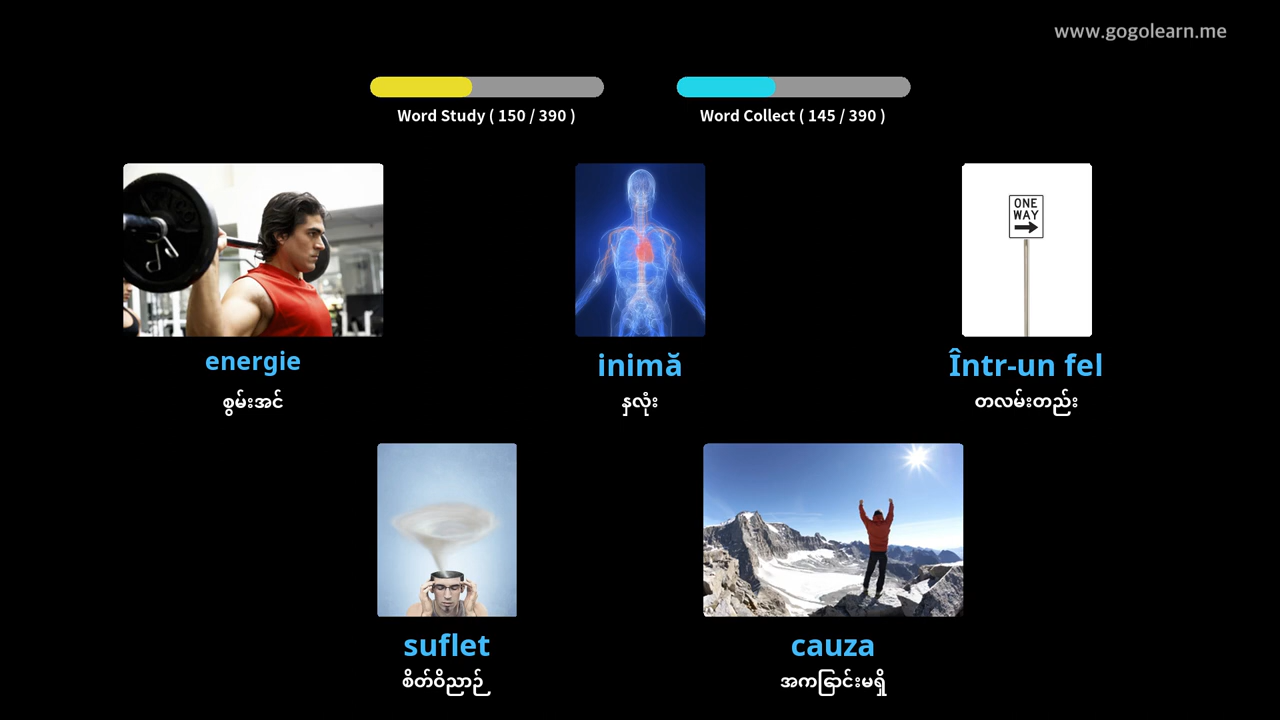 www.gogolearn.me
Word Study ( 150 / 390 )
Word Collect ( 145 / 390 )
ONE
WAY
energie
inimă
Într-un fel
စွမ်းအင်
နှလုံး
တလမ်းတည်း
suflet
cauza
စိတ်ဝိညာဉ်
အကြောင်းမရှိ